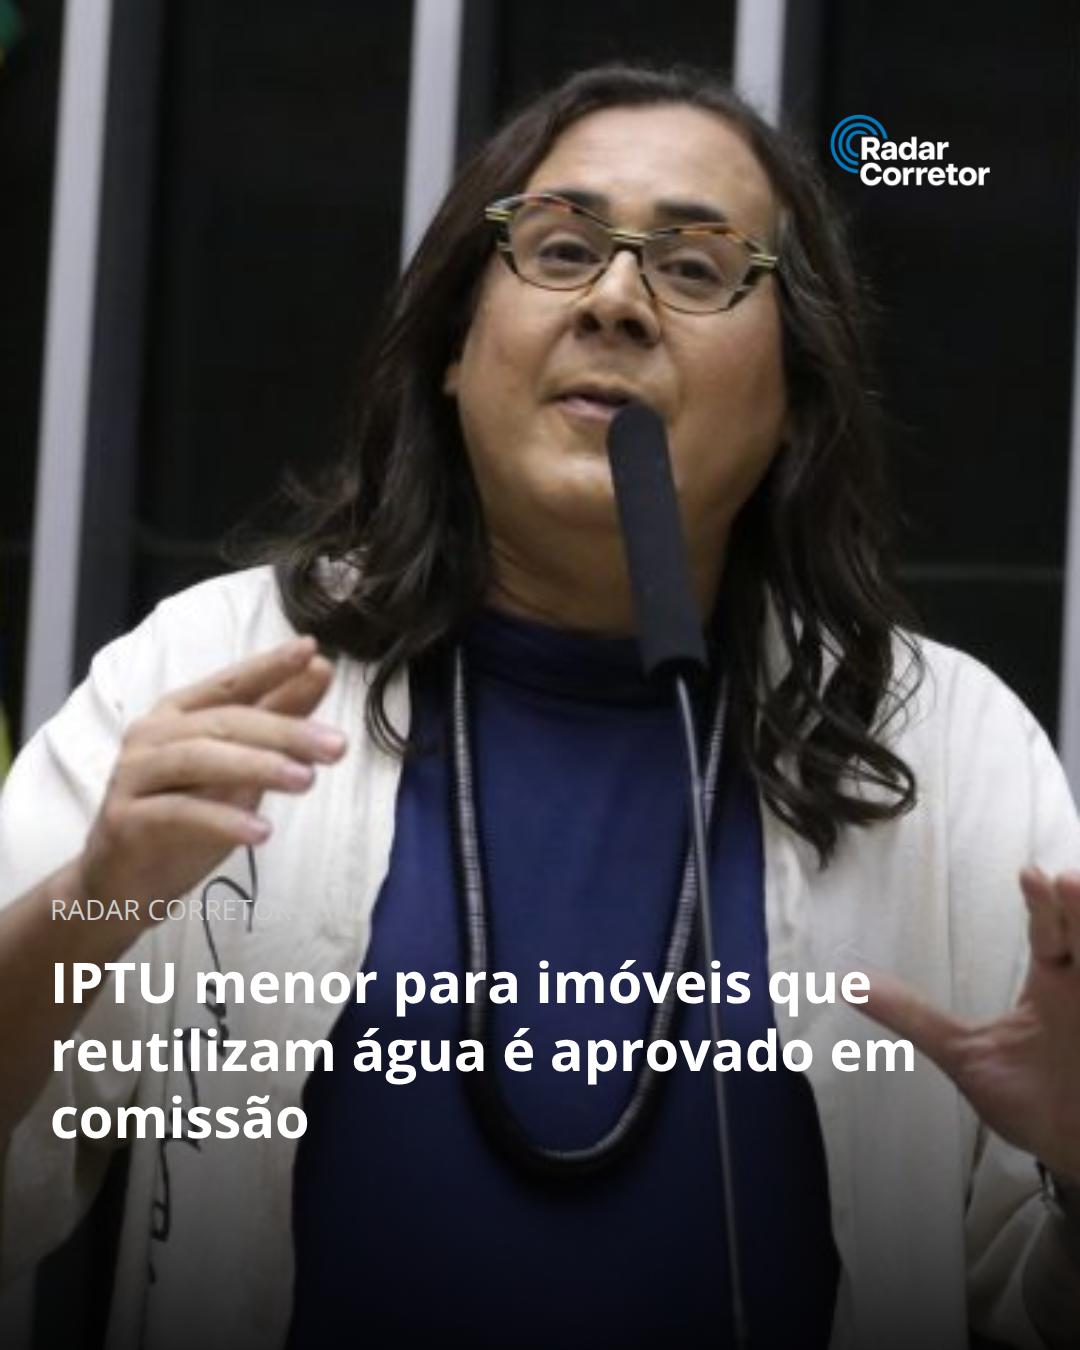 Radar
Corretor
RADAR CORRETOR
IPTU menor para imóveis que
reutilizam água é aprovado em
comissão